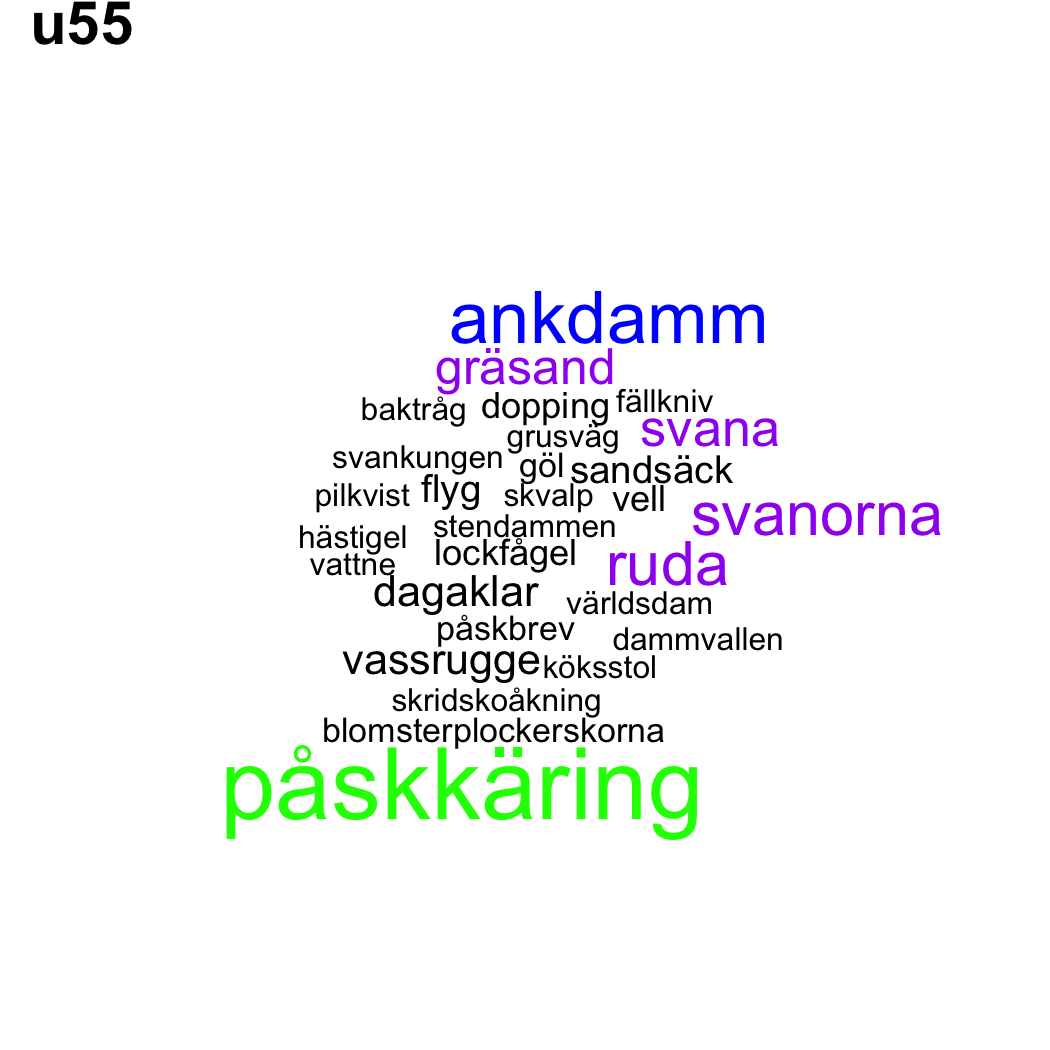 u55
ankdamm
gräsand
baktråg dopping fällkniv
grusväg svana
svankungen göl sandsäck
pilkvist flyg skvalp vell
svanorna
hästigel stendammen
vattne lockfågel ruda
dagaklar världsdam
påskbrev dammvallen
vassrugge köksstol
skridskoåkning
blomsterplockerskorna
påskkäring